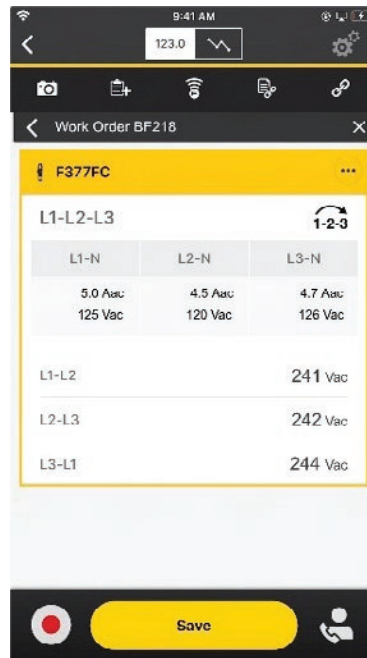 9:41 AM
123.0
Work Order BF218
F377FC
L1-L2-L3
1-2-3
L1-N L2-N L3-N
5.0 Aac 4.5 Aac 4.7 Aac
125 Vac 120 Vac 126 Vac
L1-L2 241 Vac
L2-L3 242 Vac
L3-L1 244 Vac
Save